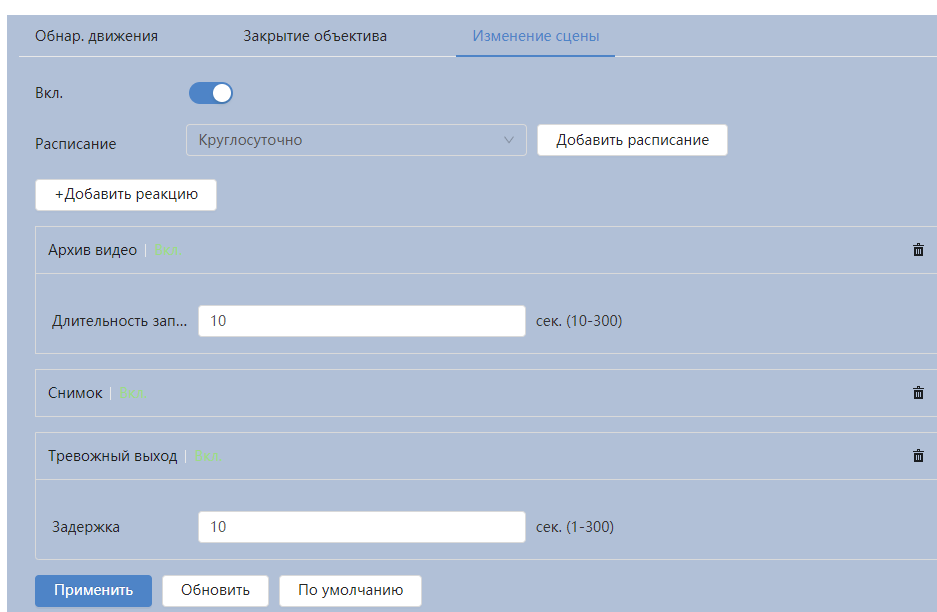 Обнар. движения Закрытие объектива Изменение сцены
Вкл.
Расписание Круглосуточно Добавить расписание
+Добавить реакцию
Архив видео | Вкл.
Длительность зап... 10 сек. (10-300)
Снимок | Вкл.
Тревожный выход | Вкл.
Задержка 10 сек. (1-300)
Применить Обновить По умолчанию